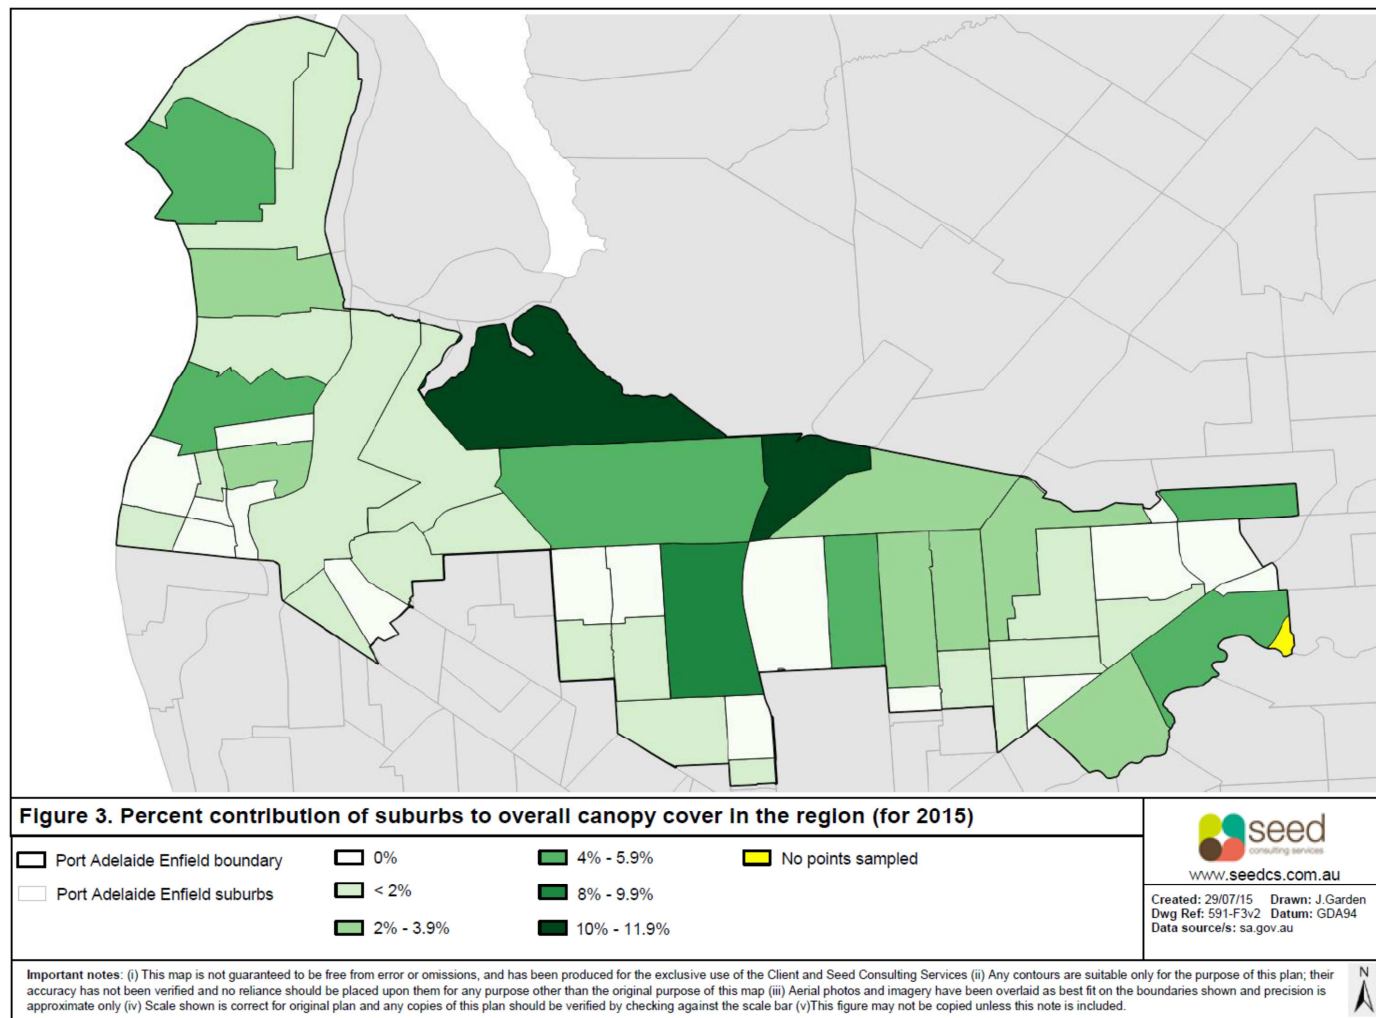 Figure 3. Percent contribution of suburbs to overall canopy cover in the region (for 2015)
Port Adelaide Enfield boundary
Port Adelaide Enfield suburbs
0%
< 2%
2% - 3.9%
4% - 5.9%
8% - 9.9%
10% - 11.9%
No points sampled
seed
consulting services
www.seedcs.com.au
Created: 29/07/15 Drawn: J.Garden
Dwg Ref: 591-F3v2 Datum: GDA94
Data source/s: sa.gov.au
Important notes: (i) This map is not guaranteed to be free from error or omissions, and has been produced for the exclusive use of the Client and Seed Consulting Services (ii) Any contours are suitable only for the purpose of this plan; their
accuracy has not been verified and no reliance should be placed upon them for any purpose other than the original purpose of this map (iii) Aerial photos and imagery have been overlaid as best fit on the boundaries shown and precision is
approximate only (iv) Scale shown is correct for original plan and any copies of this plan should be verified by checking against the scale bar (v)This figure may not be copied unless this note is included.
N